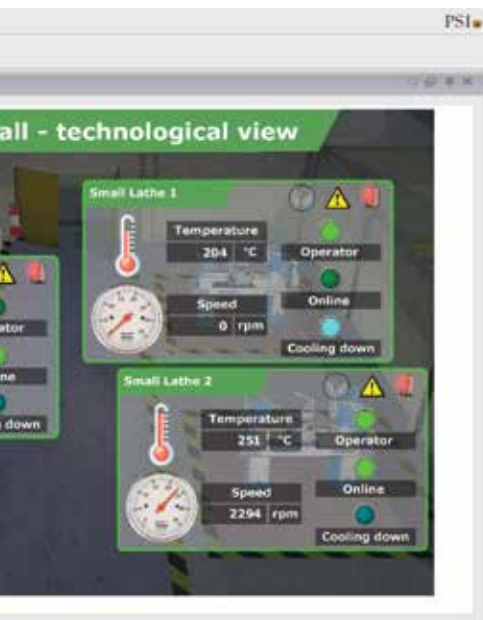 PSI
all - technological view
Small Lathe 1
Temperature
204 °C
Operator
Speed
Online
0 rpm
Cooling down
ator
ne
down
Small Lathe 2
Temperature
251 °C
Operator
Speed
Online
2294 rpm
Cooling down